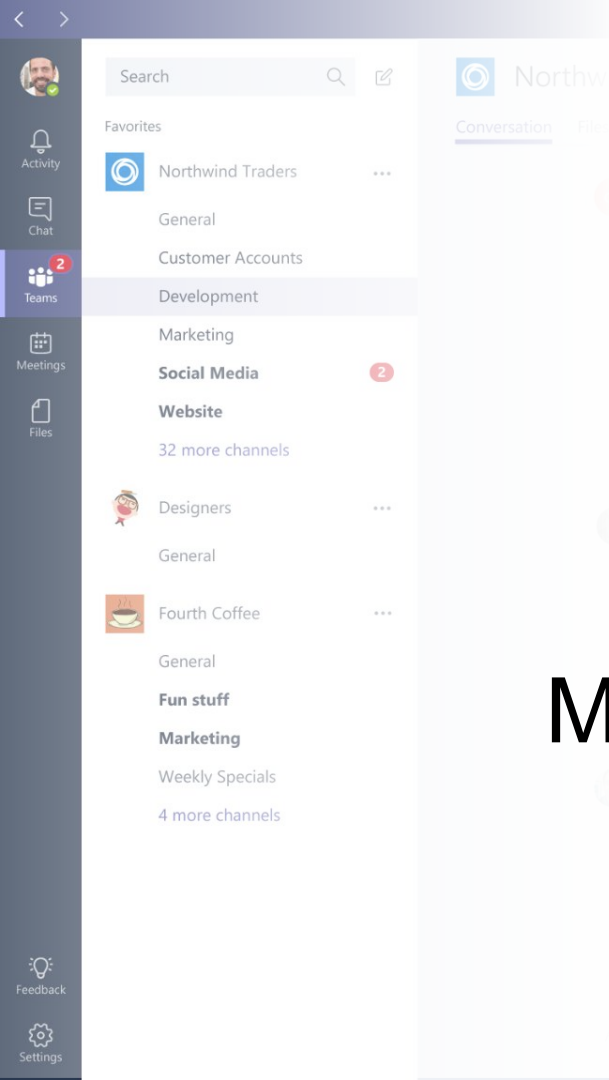 Activity
Chat
2
Teams
Meetings
Files
Feedback
Settings
Search
Favorites
Northwind Traders
General
Customer Accounts
Development
Marketing
Social Media 2
Website
32 more channels
Designers
General
Fourth Coffee
General
Fun stuff
Marketing
Weekly Specials
4 more channels
Northw
Conversation
M